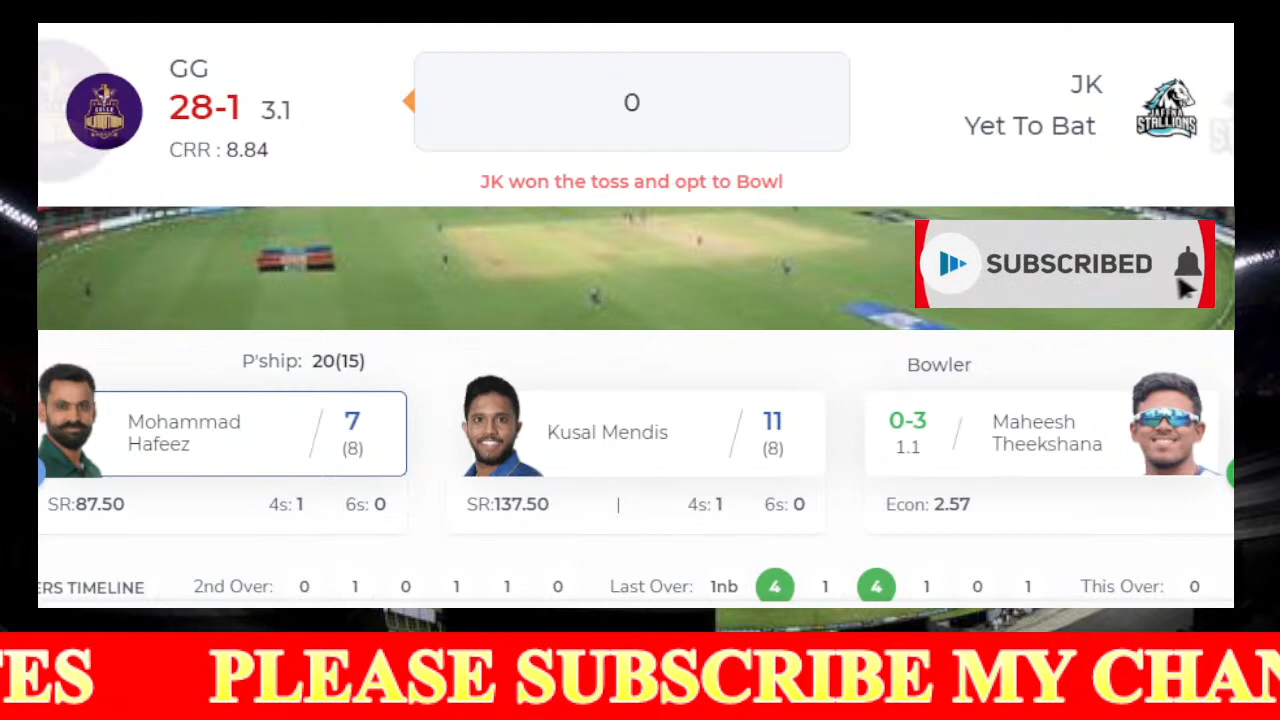 GG
28-1 3.1
CRR : 8.84
0
JK
Yet To Bat
STALLIONS
JK won the toss and opt to Bowl
SUBSCRIBED
P'ship: 20(15)
Bowler
Mohammad
Hafeez
7
(8)
Kusal Mendis
11
(8)
0-3
1.1
Maheesh
Theekshana
SR:87.50 4s: 1 6s: 0
SR:137.50 | 4s: 1 6s: 0
Econ: 2.57
ERS TIMELINE 2nd Over: 0 1 0 1 1 0 Last Over: 1nb 4 1 4 1 0 1 This Over: 0
ES PLEASE SUBSCRIBE MY CHAN